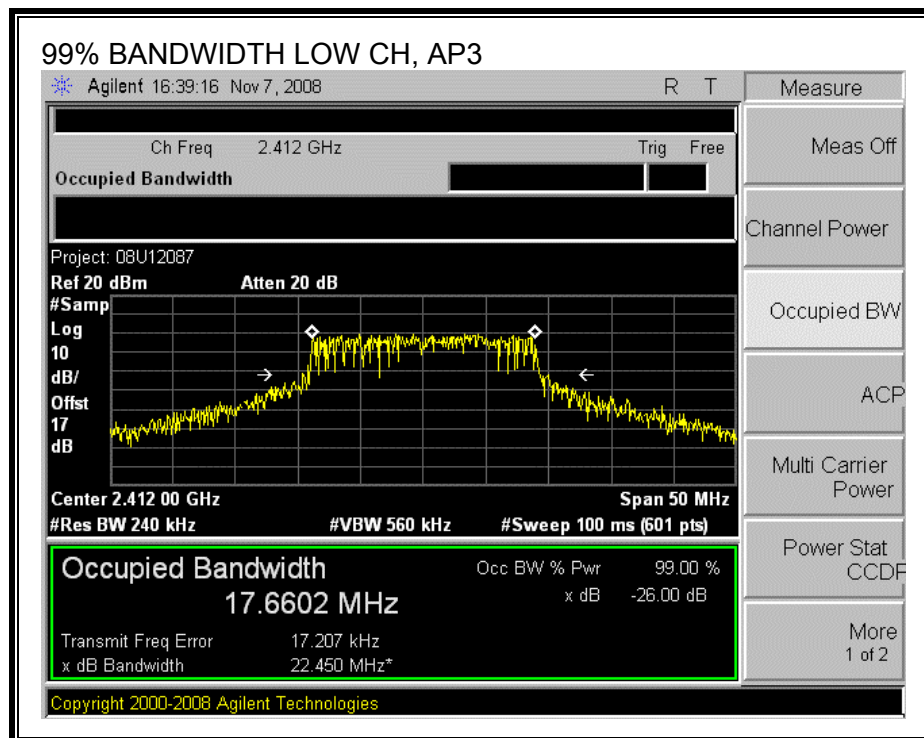 99% BANDWIDTH LOW CH, AP3
Agilent 16:39:16 Nov 7, 2008 R T
Measure
Ch Freq 2.412 GHz Trig Free
Occupied Bandwidth
Meas Off
Channel Power
Occupied BW
ACP
Multi Carrier
Power
Power Stat
CCDF
More
1 of 2
Project: 08U12087
Ref 20 dBm Atten 20 dB
#Samp
Log
10
dB/
Offst
17
dB
Center 2.412 00 GHz Span 50 MHz
#Res BW 240 kHz #VBW 560 kHz #Sweep 100 ms (601 pts)
Occupied Bandwidth Occ BW % Pwr 99.00 %
17.6602 MHz x dB -26.00 dB
Transmit Freq Error 17.207 kHz
x dB Bandwidth 22.450 MHz*
Copyright 2000-2008 Agilent Technologies